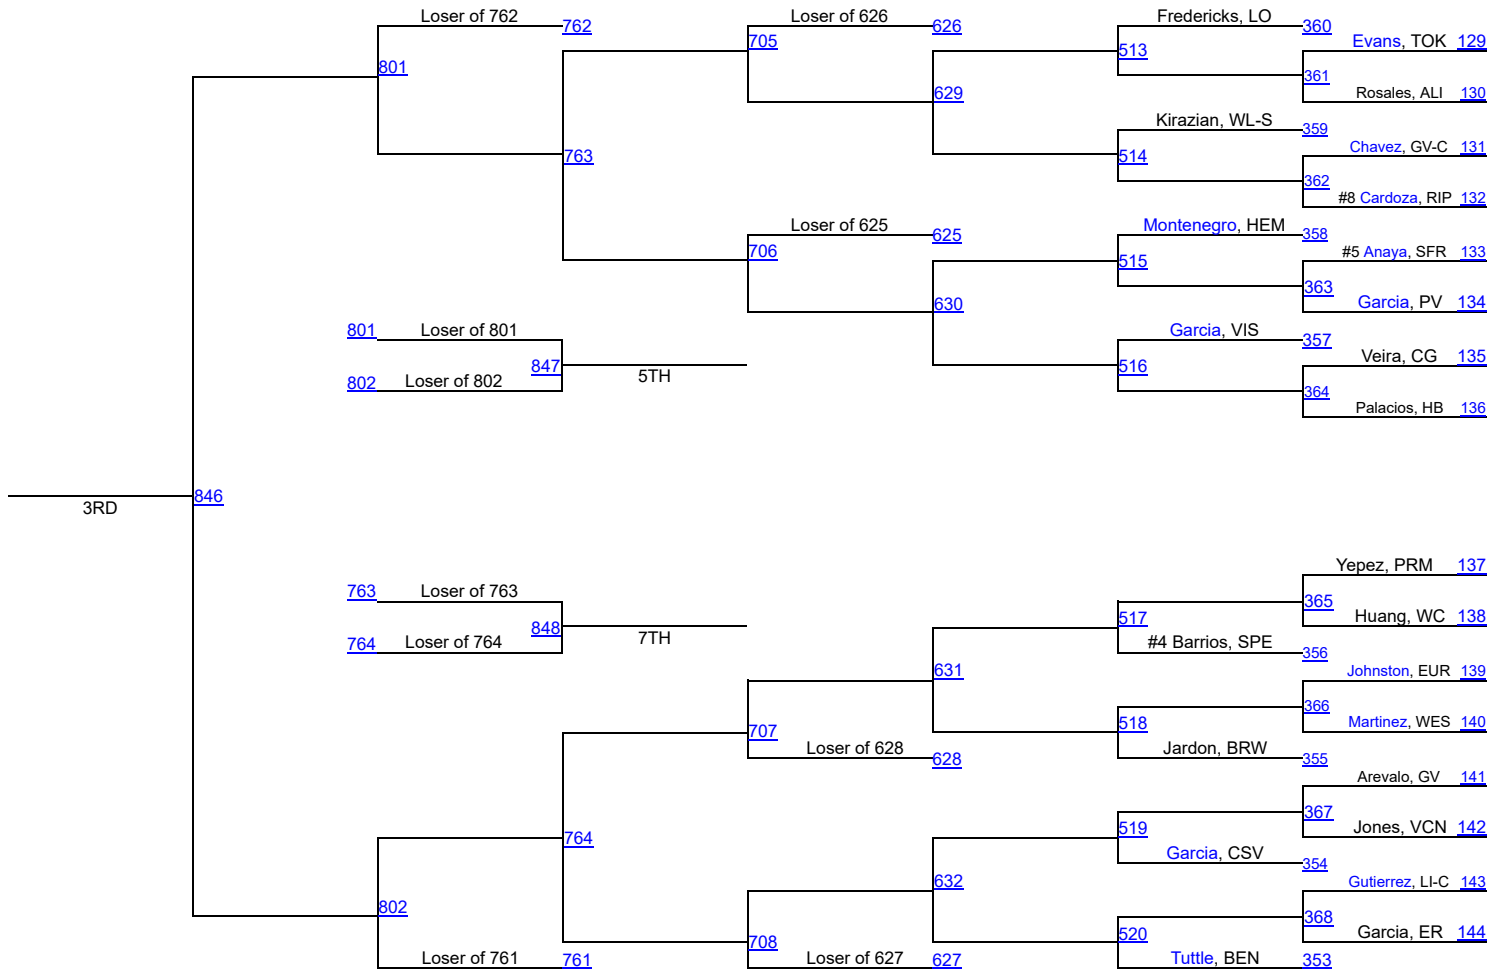 Loser of 762 762
Loser of 626 626
Fredericks, LO 360
Evans, TOK 129
705
513
801
361
629
Rosales, ALI 130
Kirazian, WL-S 359
Chavez, GV-C 131
763
514
362
#8 Cardoza, RIP 132
Loser of 625 625
Montenegro, HEM 358
706
#5 Anaya, SFR 133
515
363
630
Garcia, PV 134
801 Loser of 801
Garcia, VIS 357
Veira, CG 135
847
5TH
516
802 Loser of 802
364
Palacios, HB 136
846
3RD
Yepez, PRM 137
763 Loser of 763
365
Huang, WC 138
517
848
7TH
764 Loser of 764
#4 Barrios, SPE 356
631
Johnston, EUR 139
366
Martinez, WES 140
707
518
Loser of 628 628
Jardon, BRW 355
Arevalo, GV 141
367
Jones, VCN 142
764
519
Garcia, CSV 354
632
Gutierrez, LI-C 143
802
368
Garcia, ER 144
708
520
Loser of 761 761
Loser of 627 627
Tuttle, BEN 353